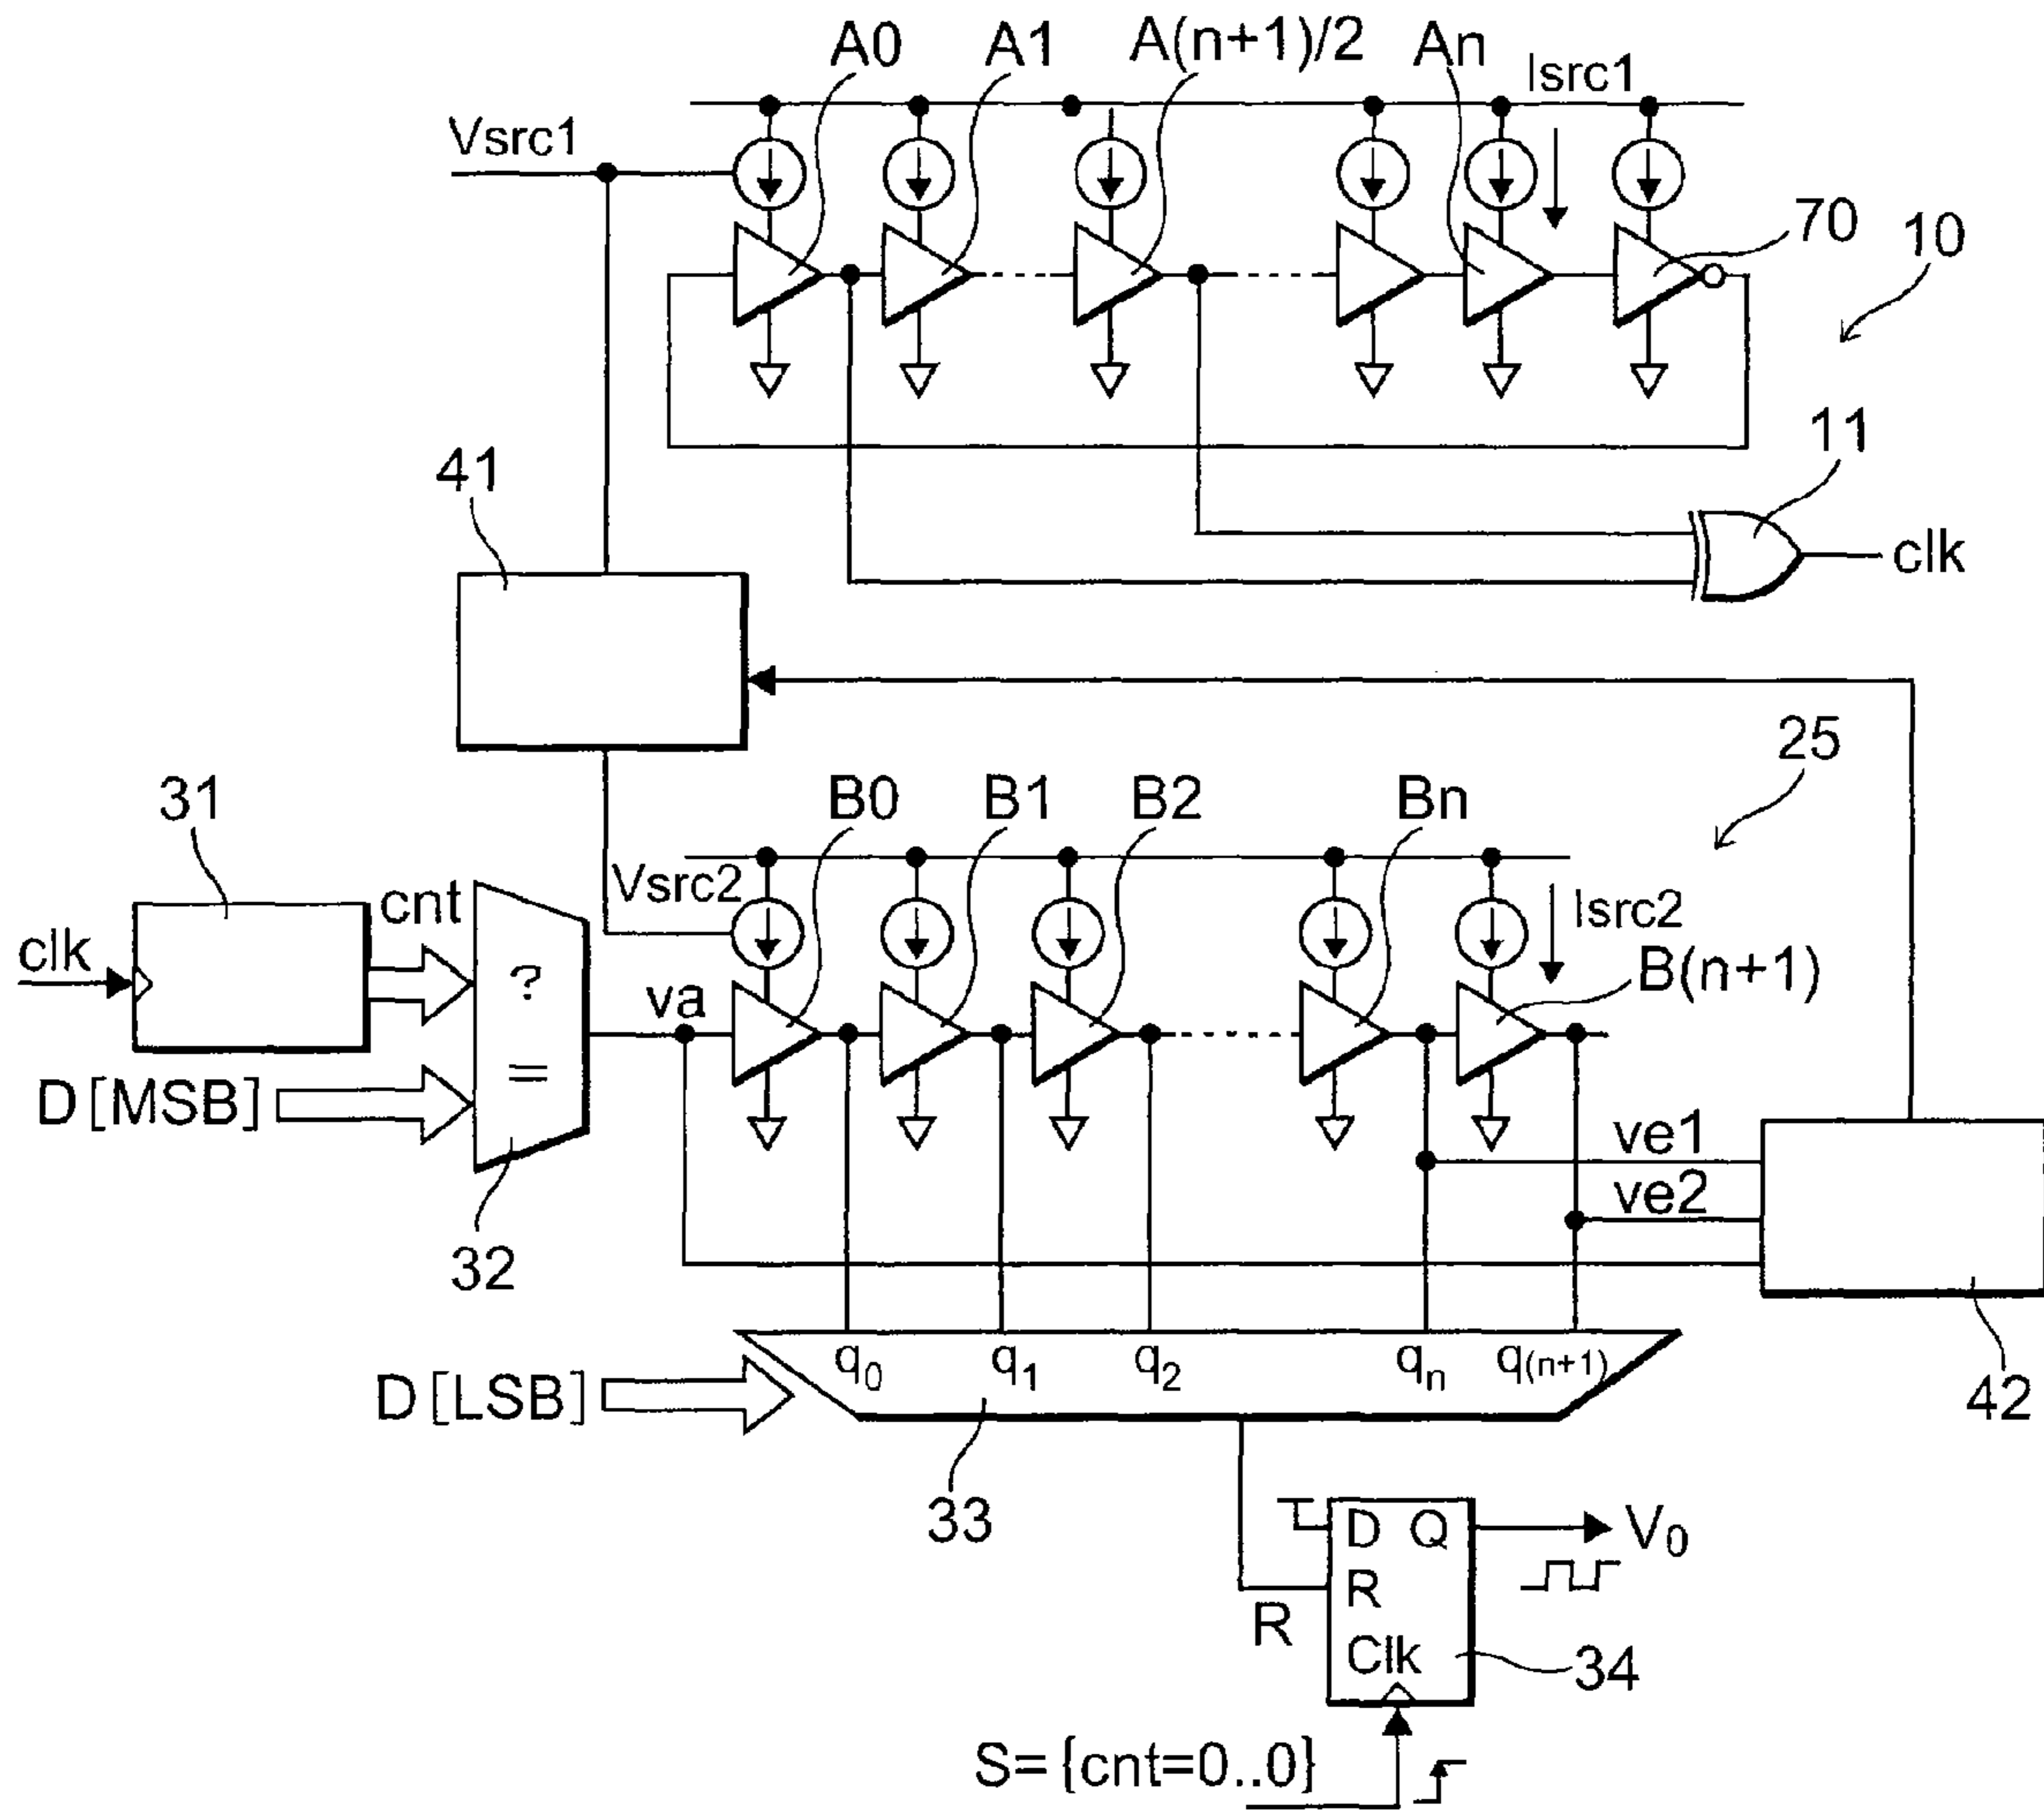 A0 A1 A(n+1)/2 An Isrc1
Vsrc1
70 10
11
41
clk
25
31 B0 B1 B2 Bn
cnt Vsrc2 Isrc2
clk ? va B(n+1)
D[MSB] =
ve1
ve2
32
q0 q1 q2 qn q(n+1)
D[LSB] 42
33
D Q V0
R
R
Clk 34
S={cnt=0..0}